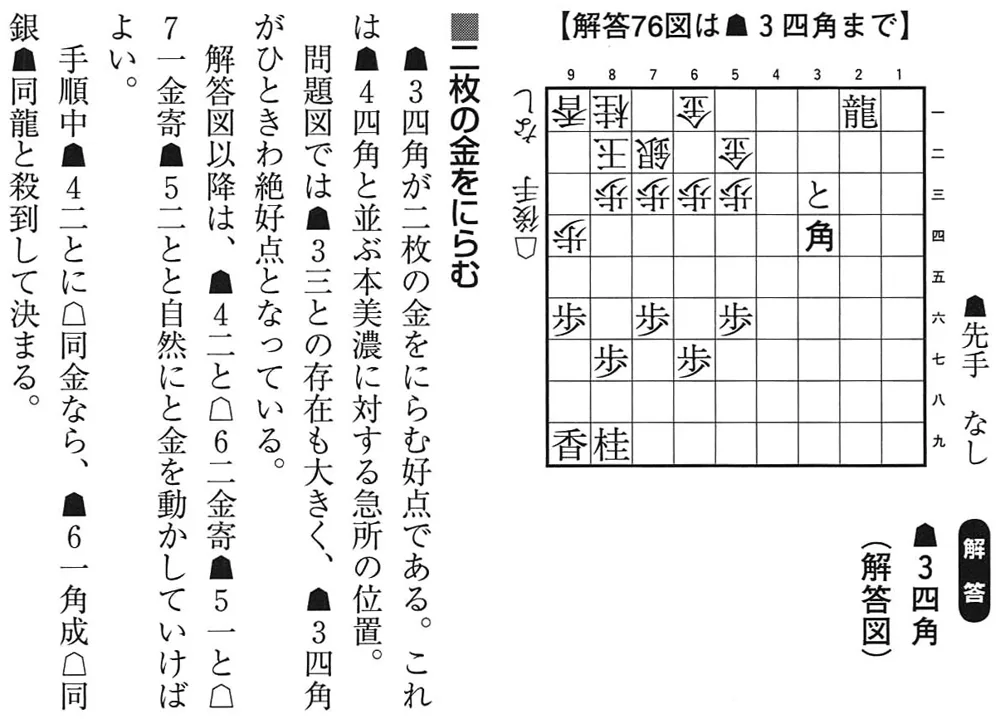 【解答76図は☗3四角まで】
9 8 7 6 5 4 3 2 1
香 桂 金 龍 一
王 銀 金 二
歩 歩 歩 歩 と 三
歩 角 四
五
歩 歩 歩 六
歩 歩 七
八
香 桂 九
☗先手 なし
☖後手 なし
解答
☗3四角
（解答図）
■二枚の金をにらむ
☗3四角が二枚の金をにらむ好点である。これ
は☗4四角と並ぶ本美濃に対する急所の位置。
問題図では☗3三との存在も大きく、☗3四角
がひときわ絶好点となっている。
解答図以降は、☗4二と☖6二金寄☗5一と☖
7一金寄☗5二とと自然にと金を動かしていけば
よい。
手順中☗4二とに☖同金なら、☗6一角成☖同
銀☗同龍と殺到して決まる。